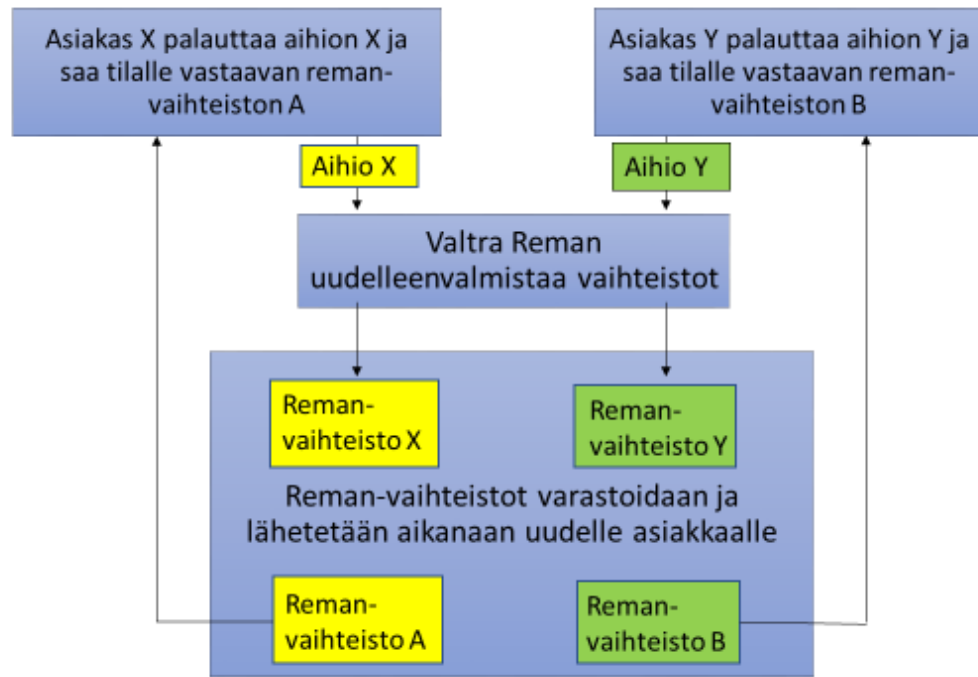 Asiakas X palauttaa aihion X ja
saa tilalle vastaavan reman-
vaihteiston A
Asiakas Y palauttaa aihion Y ja
saa tilalle vastaavan reman-
vaihteiston B
Aihio X
Aihio Y
Valtra Reman
uudelleenvalmistaa vaihteistot
Reman-
vaihteisto X
Reman-
vaihteisto Y
Reman-vaihteistot varastoidaan ja
lähetetään aikanaan uudelle asiakkaalle
Reman-
vaihteisto A
Reman-
vaihteisto B